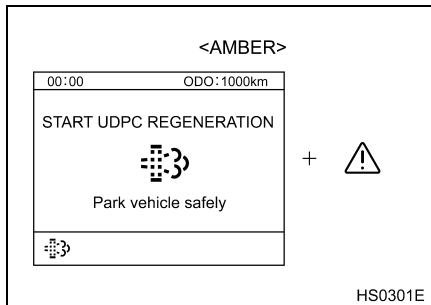 <AMBER>
00:00 ODO:1000km
START UDPC REGENERATION
Park vehicle safely
+
HS0301E